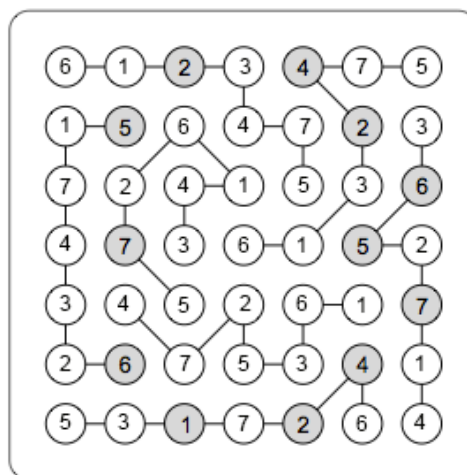 6 1 2 3 4 7 5
1 5 6 4 7 2 3
7 2 4 1 5 3 6
4 7 3 6 1 5 2
3 4 5 2 6 1 7
2 6 7 5 3 4 1
5 3 1 7 2 6 4